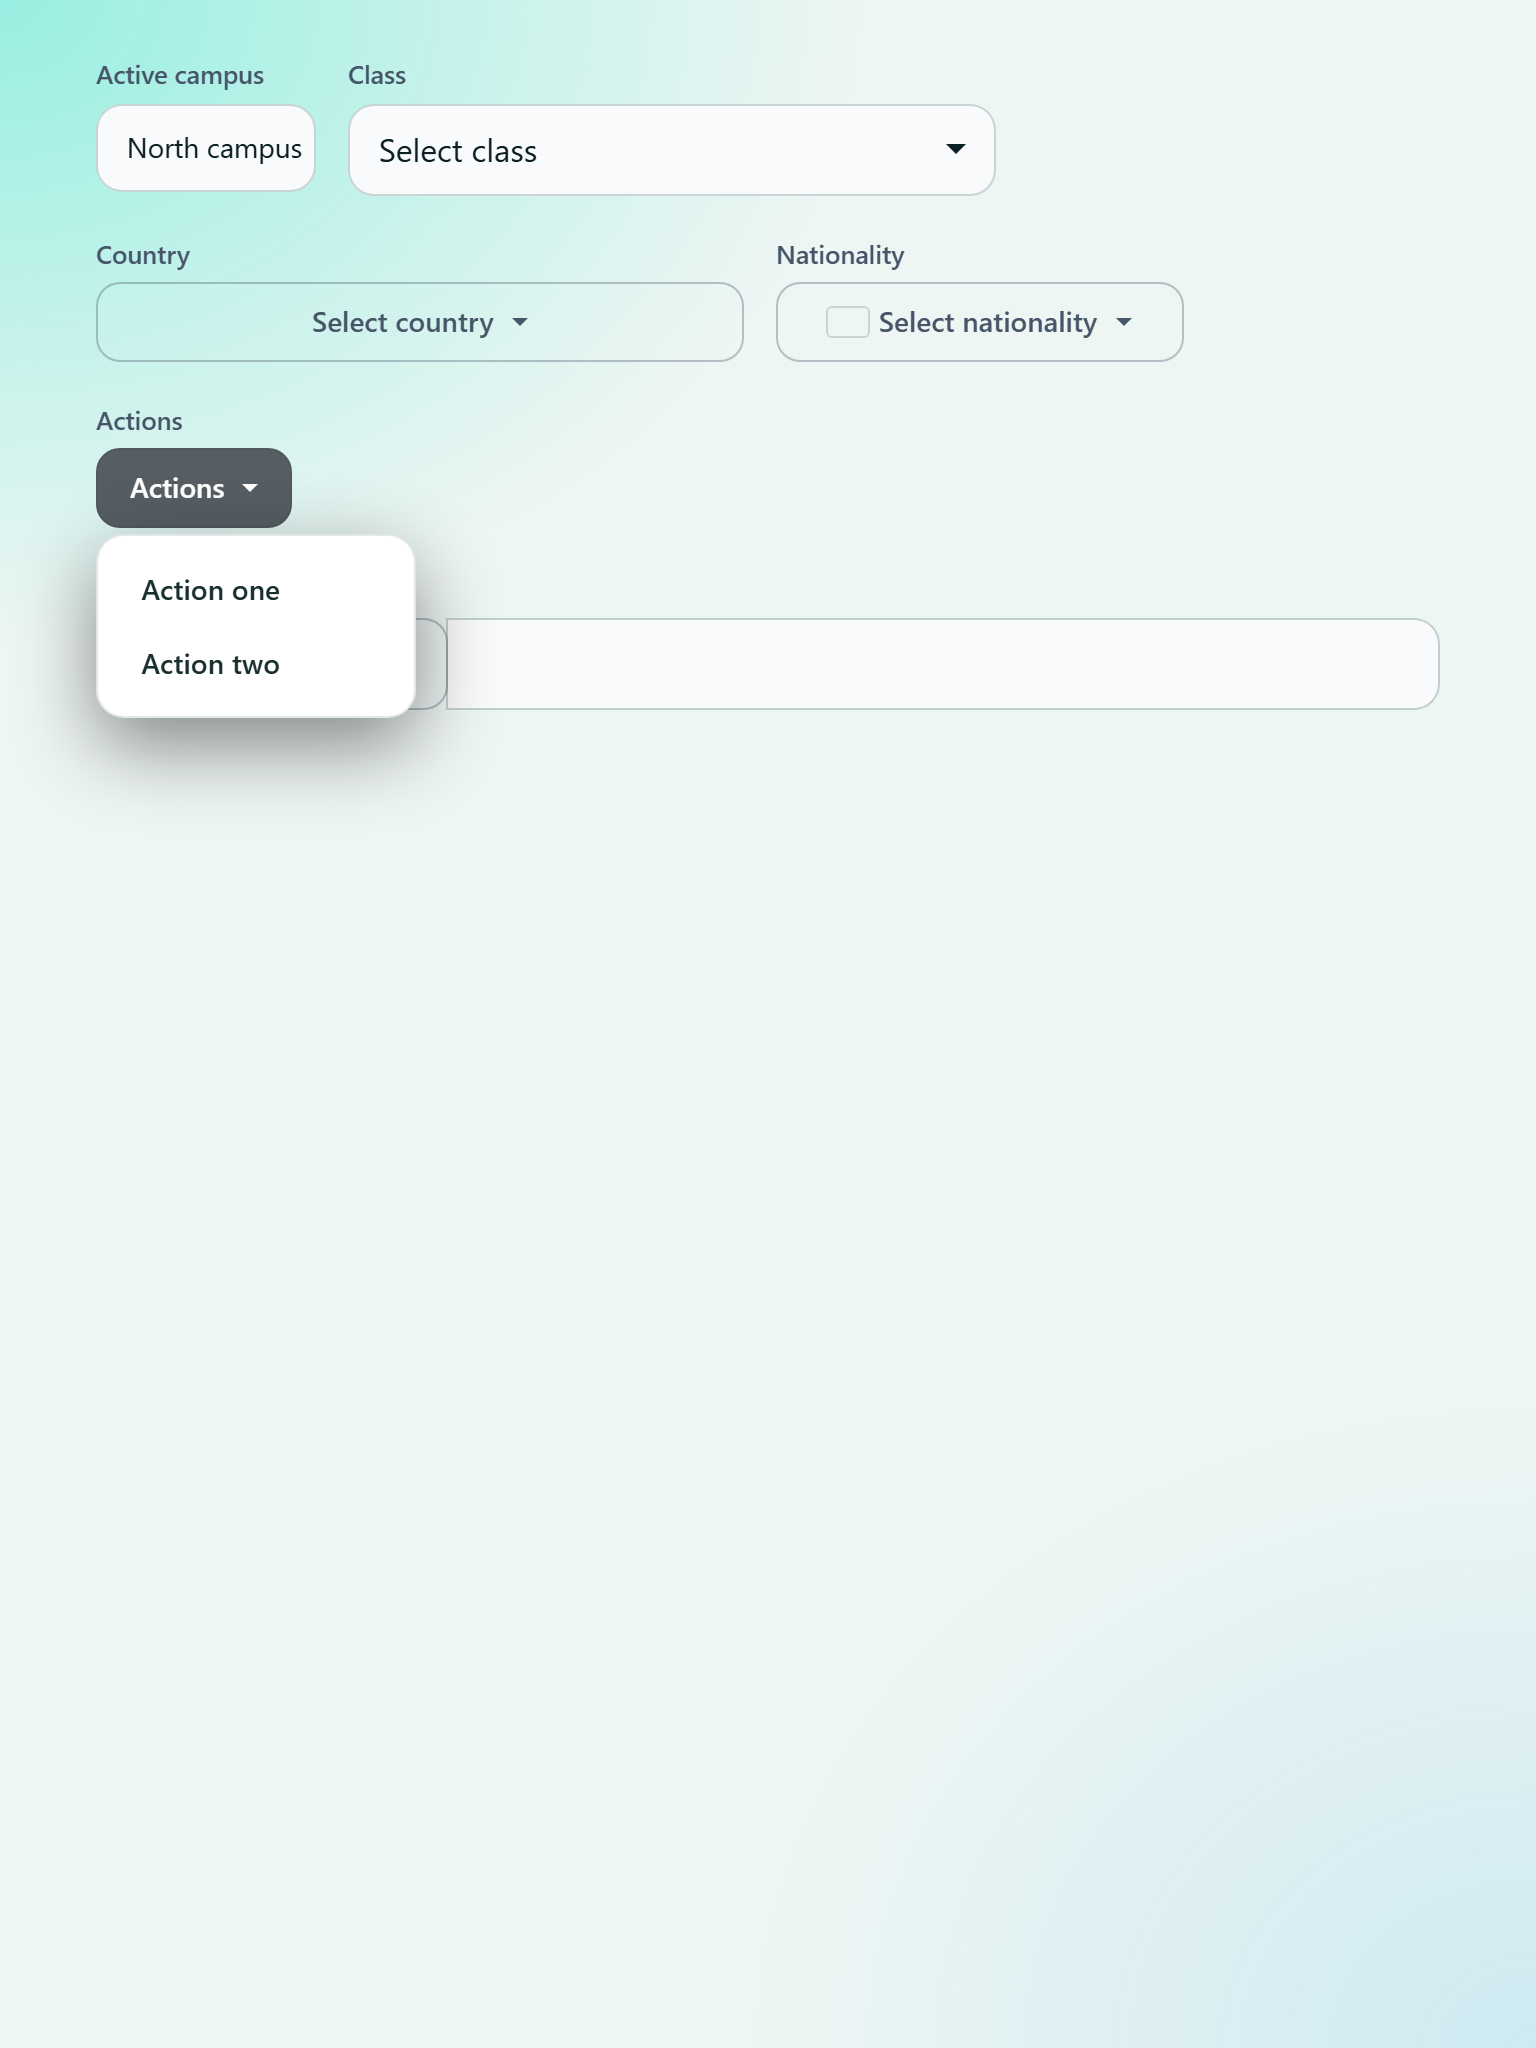 Active campus
Class
North campus
Select class
Country
Nationality
Select country
Select nationality
Actions
Actions
Action one
Action two